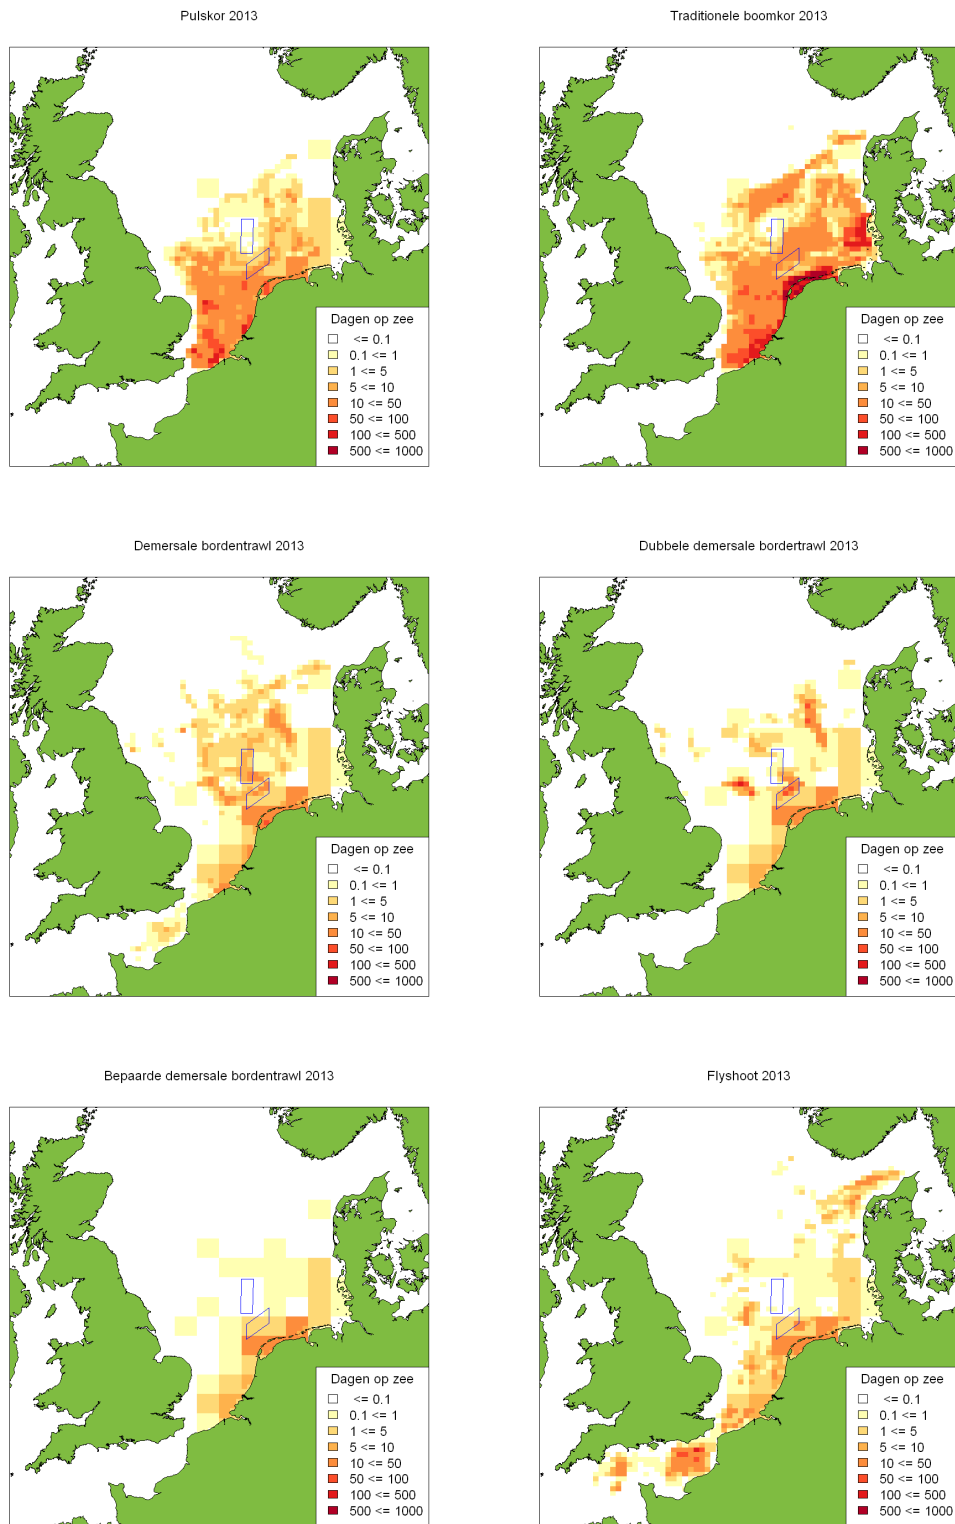 Pulskor 2013
Traditionele boomkor 2013
Dagen op zee
<= 0.1
0.1 <= 1
1 <= 5
5 <= 10
10 <= 50
50 <= 100
100 <= 500
500 <= 1000
Dagen op zee
<= 0.1
0.1 <= 1
1 <= 5
5 <= 10
10 <= 50
50 <= 100
100 <= 500
500 <= 1000
Demersale bordentrawl 2013
Dubbele demersale bordertrawl 2013
Dagen op zee
<= 0.1
0.1 <= 1
1 <= 5
5 <= 10
10 <= 50
50 <= 100
100 <= 500
500 <= 1000
Dagen op zee
<= 0.1
0.1 <= 1
1 <= 5
5 <= 10
10 <= 50
50 <= 100
100 <= 500
500 <= 1000
Bepaarde demersale bordentrawl 2013
Flyshoot 2013
Dagen op zee
<= 0.1
0.1 <= 1
1 <= 5
5 <= 10
10 <= 50
50 <= 100
100 <= 500
500 <= 1000
Dagen op zee
<= 0.1
0.1 <= 1
1 <= 5
5 <= 10
10 <= 50
50 <= 100
100 <= 500
500 <= 1000